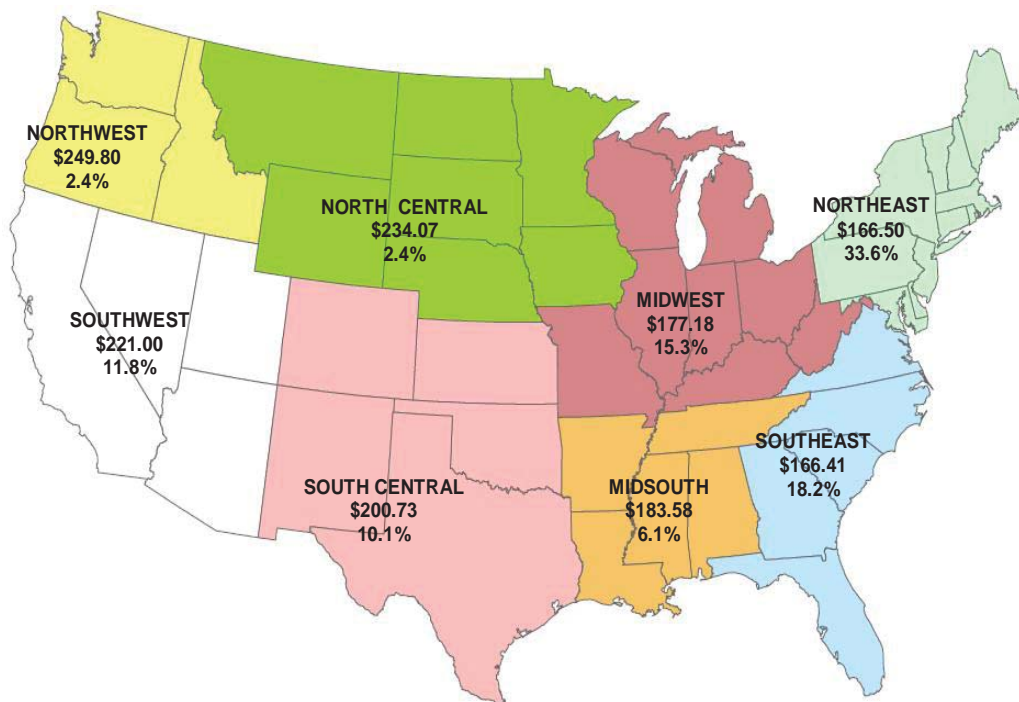 NORTHWEST
$249.80
2.4%
NORTH CENTRAL
$234.07
2.4%
NORTHEAST
$166.50
33.6%
SOUTHWEST
$221.00
11.8%
MIDWEST
$177.18
15.3%
SOUTHEAST
$166.41
18.2%
SOUTH CENTRAL
$200.73
10.1%
MIDSOUTH
$183.58
6.1%